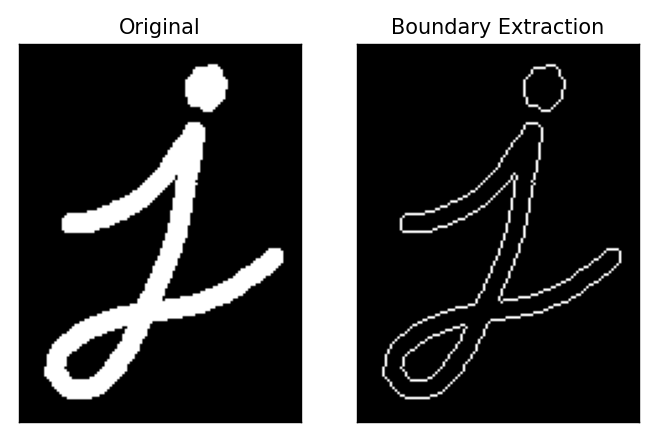 Original
Boundary Extraction
j
j